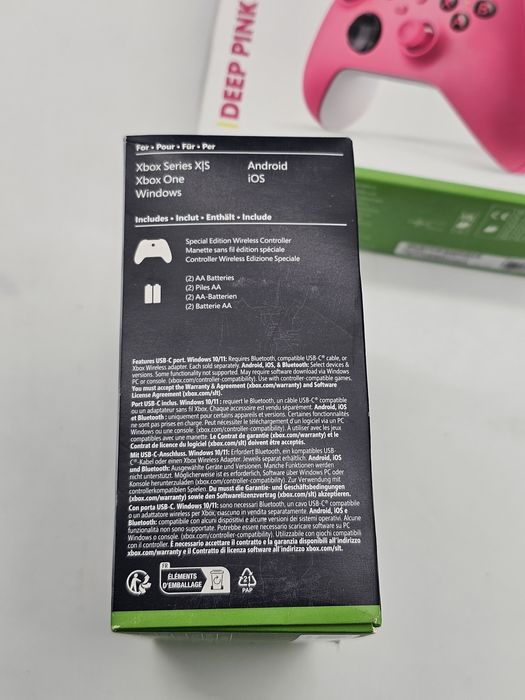 DEEP PINK
For • Pour • Für • Per
Xbox Series X|S
Xbox One
Windows
Android
iOS
Includes • Inclut • Enthält • Include
Special Edition Wireless Controller
Manette sans fil édition spéciale
Controller Wireless Edizione Speciale
(2) AA Batteries
(2) Piles AA
(2) AA-Batterien
(2) Batterie AA
Features USB-C port. Windows 10/11: Requires Bluetooth, compatible USB-C® cable, or
Xbox Wireless adapter. Each sold separately. Android, iOS, & Bluetooth: Select devices &
versions. Some functionality not supported. May require software download via Windows
PC or console. (xbox.com/controller-compatibility). Use with controller-compatible games.
You must accept the Warranty & Agreement (xbox.com/warranty) and Software
License Agreement (xbox.com/slt).
Port USB-C inclus. Windows 10/11 : requiert le Bluetooth, un câble USB-C® compatible
ou un adaptateur sans fil Xbox. Chaque accessoire est vendu séparément. Android, iOS
et Bluetooth : uniquement pour certains appareils et versions. Certaines fonctionnalités
ne sont pas prises en charge. Peut nécessiter le téléchargement d'un logiciel via un PC
Windows ou une console. (xbox.com/controller-compatibility). À utiliser avec les jeux
compatibles avec une manette. Le Contrat de garantie (xbox.com/warranty) et le
Contrat de licence du logiciel (xbox.com/slt) doivent être acceptés.
Mit USB-C-Anschluss. Windows 10/11: Erfordert Bluetooth, ein kompatibles USB-
C®-Kabel oder einen Xbox Wireless Adapter. Jeweils separat erhältlich. Android, iOS
und Bluetooth: Ausgewählte Geräte und Versionen. Manche Funktionen werden
nicht unterstützt. Möglicherweise ist es erforderlich, Software über Windows PC oder
Konsole herunterzuladen (xbox.com/controller-compatibility). Zur Verwendung mit
controllerkompatiblen Spielen. Du musst die Garantie- und Geschäftsbedingungen
(xbox.com/warranty) sowie den Softwarelizenzvertrag (xbox.com/slt) akzeptieren.
Con porta USB-C. Windows 10/11: sono necessari Bluetooth, un cavo USB-C® compatibile
o un adattatore wireless per Xbox, ciascuno in vendita separatamente. Android, iOS e
Bluetooth: compatibile con alcuni dispositivi e alcune versioni dei sistemi operativi. Alcune
funzionalità non sono supportate. Potrebbe essere necessario scaricare software su PC
Windows o console. (xbox.com/controller-compatibility). Utilizzabile con giochi compatibili
con il controller. È necessario accettare il contratto e la garanzia disponibili all'indirizzo
xbox.com/warranty e il Contratto di licenza software all'indirizzo xbox.com/slt.
FR
ÉLÉMENTS
D'EMBALLAGE
21
PAP